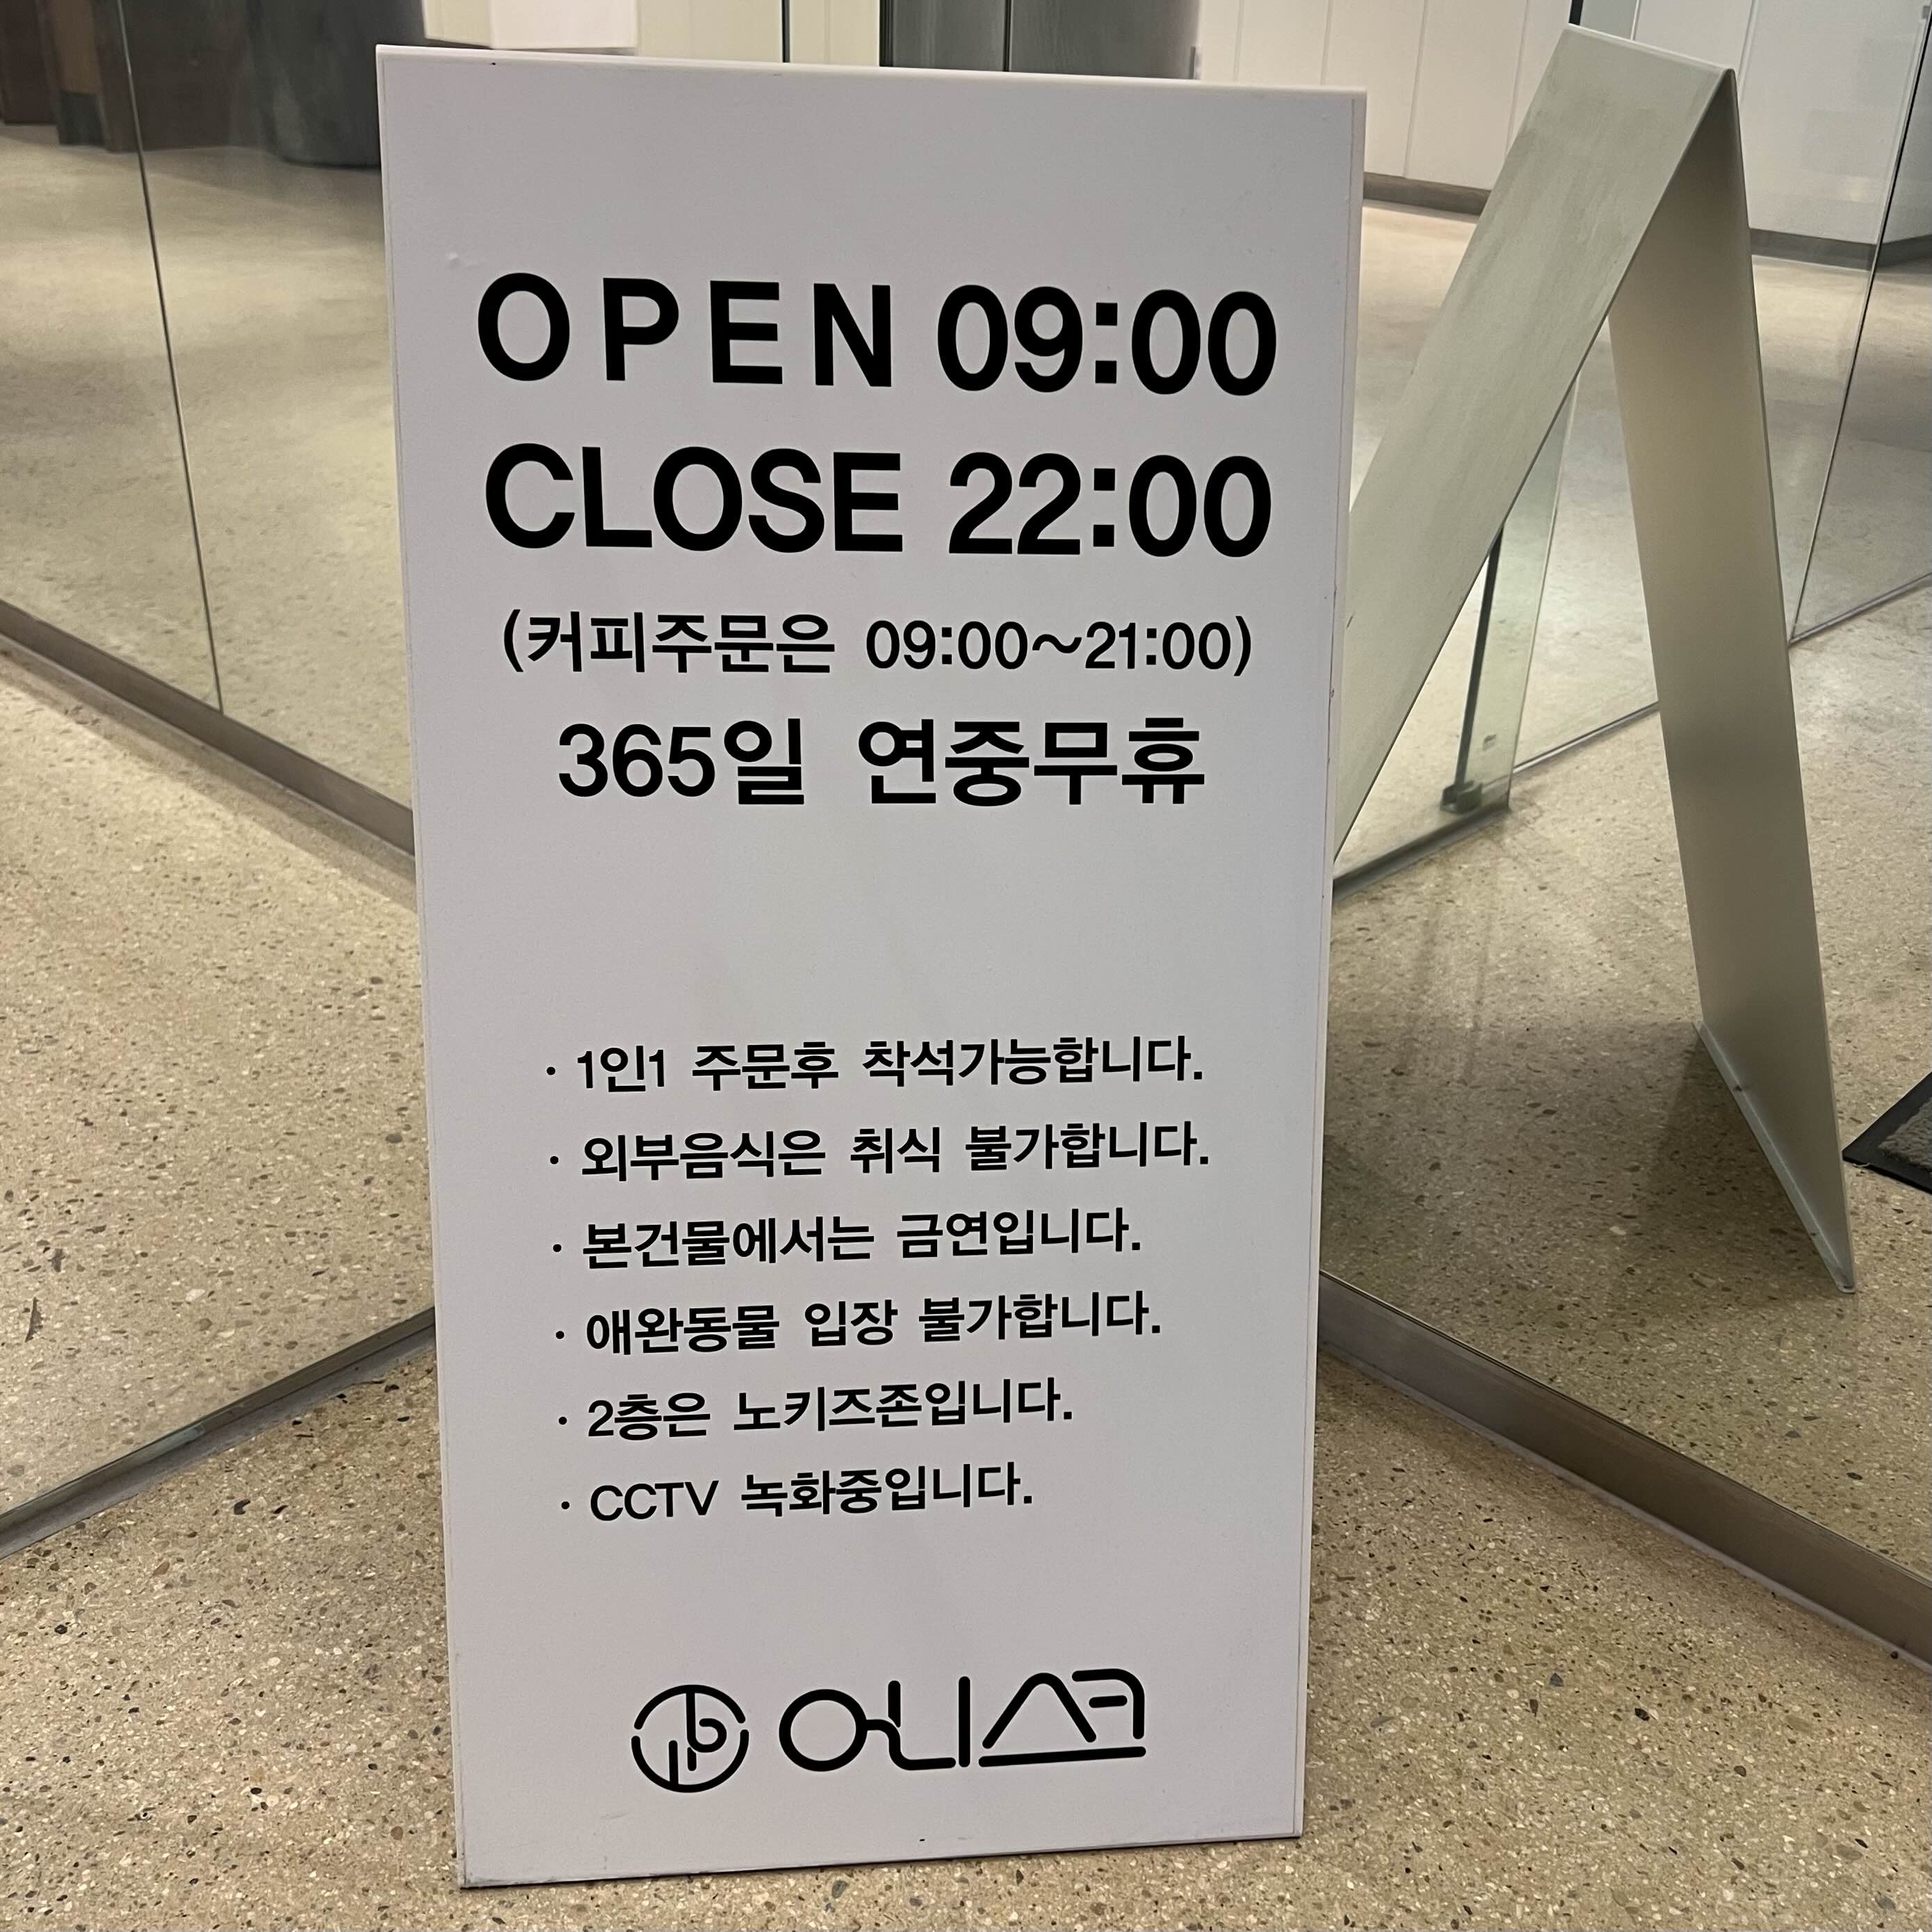 OPEN 09:00
CLOSE 22:00
(커피주문은 09:00~21:00)
365일 연중무휴
· 1인1 주문후 착석가능합니다.
· 외부음식은 취식 불가합니다.
· 본건물에서는 금연입니다.
· 애완동물 입장 불가합니다.
· 2층은 노키즈존입니다.
· CCTV 녹화중입니다.
어니스크